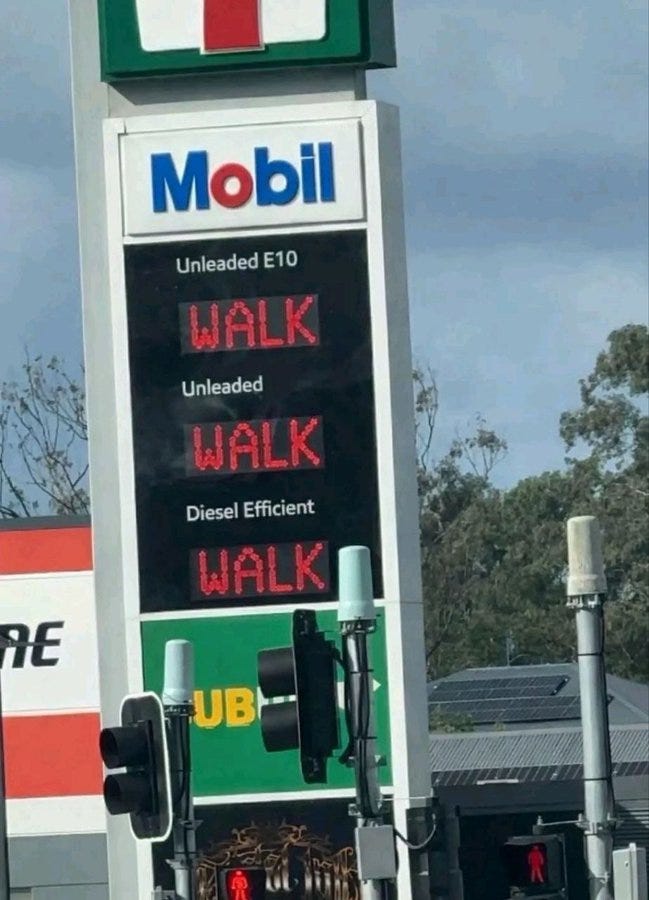 Mobil
Unleaded E10
WALK
Unleaded
WALK
Diesel Efficient
WALK